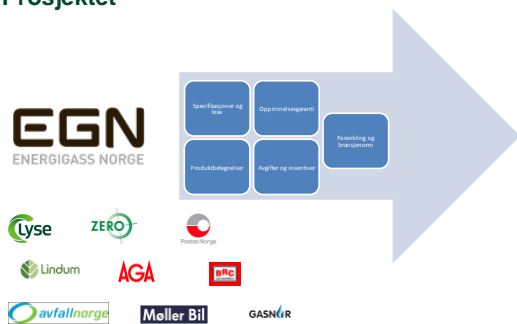 Prosjektet
EGN
ENERGIGASS NORGE
Spesifikasjoner og
krav
Opprinnelsesgaranti
Produktbetegnelser
Avgifter og insentiver
Forankring og
bransjenorm
Lyse
ZERO
Posten Norge
Lindum
AGA
BRC
avfallnorge
Møller Bil
GASNOR